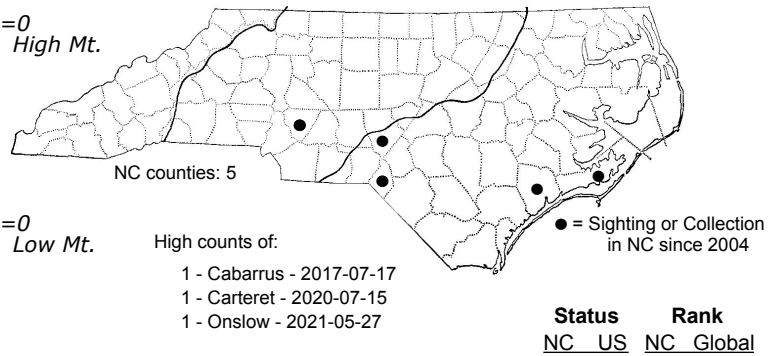 =0
High Mt.
NC counties: 5
=0
Low Mt.
High counts of:
1 - Cabarrus - 2017-07-17
1 - Carteret - 2020-07-15
1 - Onslow - 2021-05-27
● = Sighting or Collection
in NC since 2004
Status Rank
NC US NC Global